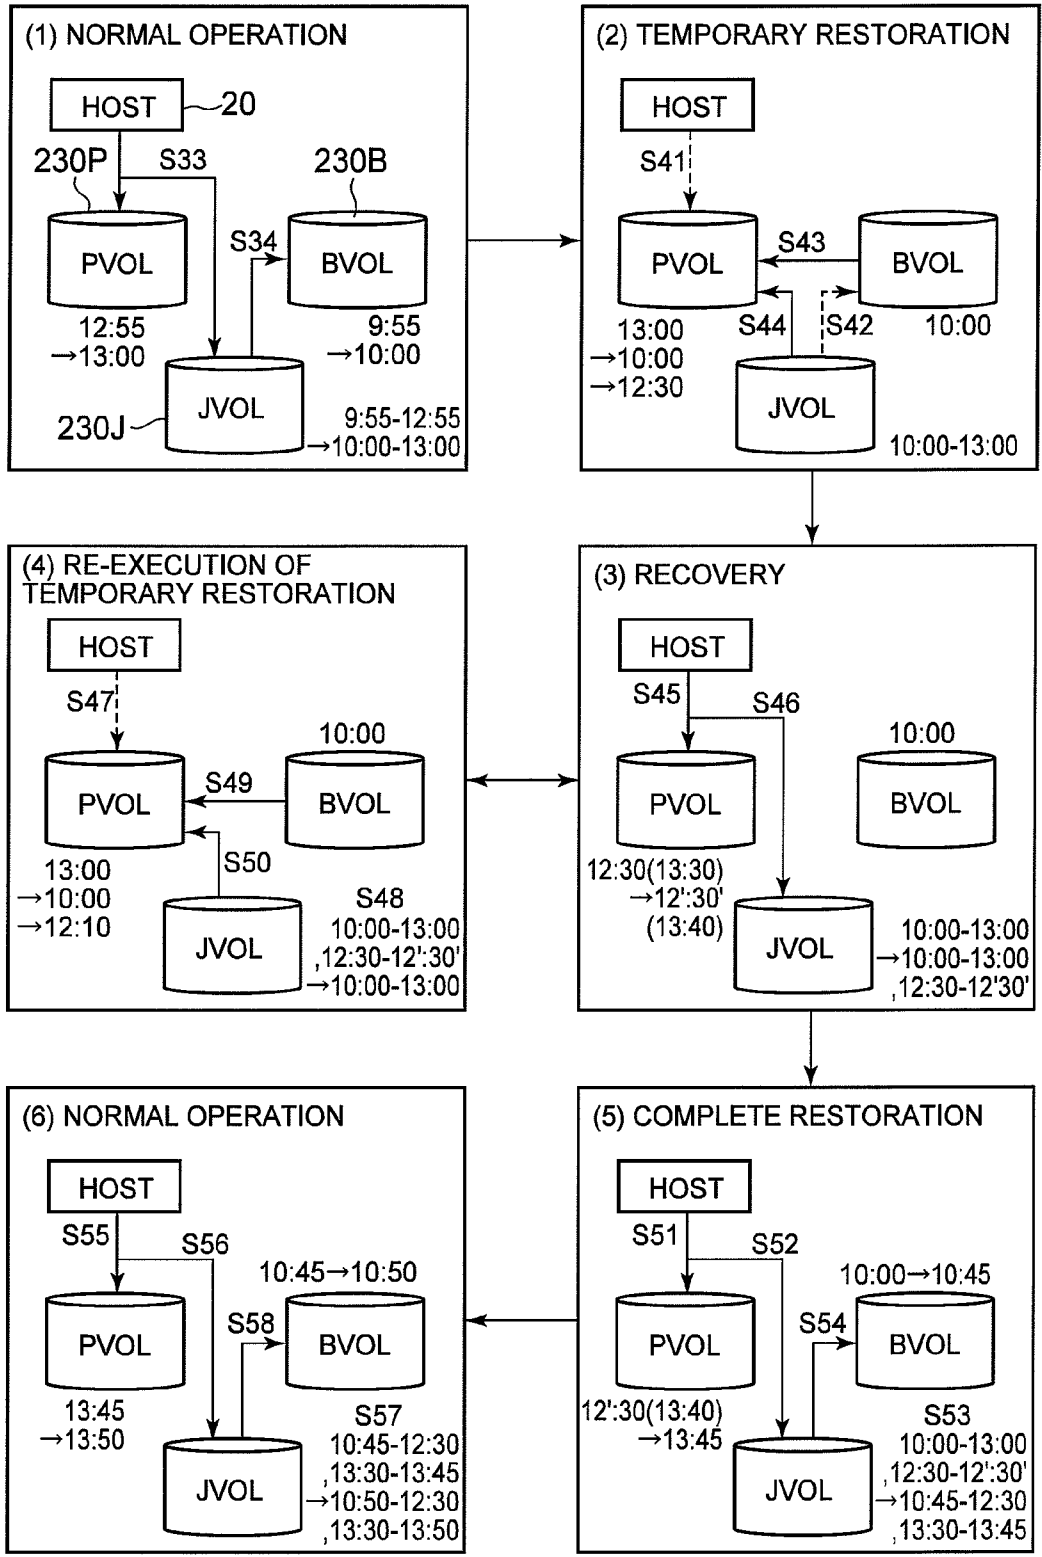 (1) NORMAL OPERATION
HOST
20
230P
S33
230B
PVOL
S34
BVOL
12:55
→13:00
9:55
→10:00
JVOL
230J
9:55-12:55
→10:00-13:00
(2) TEMPORARY RESTORATION
HOST
S41
PVOL
S43
BVOL
S44
S42
13:00
→10:00
→12:30
10:00
JVOL
10:00-13:00
(4) RE-EXECUTION OF
TEMPORARY RESTORATION
HOST
S47
10:00
PVOL
S49
BVOL
S50
13:00
→10:00
→12:10
JVOL
S48
10:00-13:00
,12:30-12':30'
→10:00-13:00
(3) RECOVERY
HOST
S45
S46
10:00
PVOL
BVOL
12:30(13:30)
→12':30'
(13:40)
JVOL
10:00-13:00
→10:00-13:00
,12:30-12'30'
(6) NORMAL OPERATION
HOST
S55
S56
10:45→10:50
PVOL
S58
BVOL
13:45
→13:50
JVOL
S57
10:45-12:30
,13:30-13:45
→10:50-12:30
,13:30-13:50
(5) COMPLETE RESTORATION
HOST
S51
S52
10:00→10:45
PVOL
S54
BVOL
12':30(13:40)
→13:45
JVOL
S53
10:00-13:00
,12:30-12':30'
→10:45-12:30
,13:30-13:45